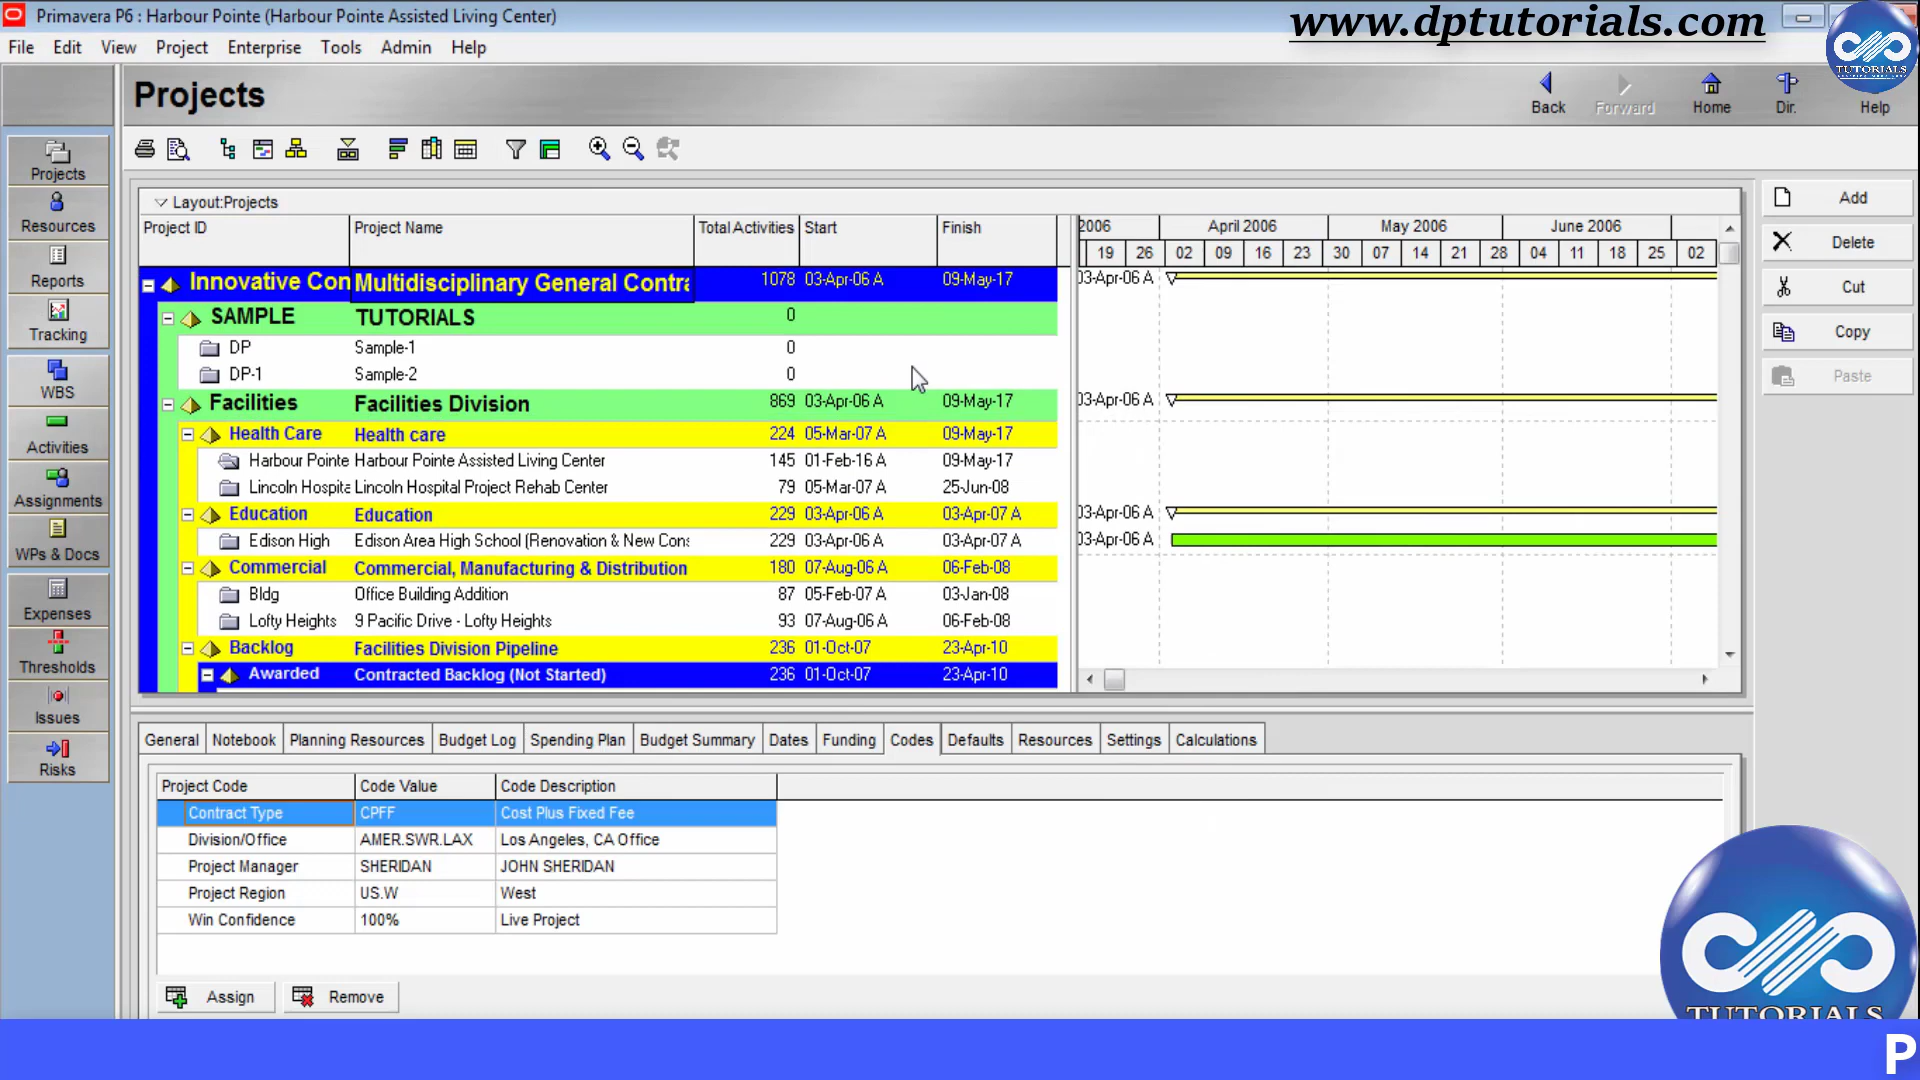 Primavera P6 : Harbour Pointe (Harbour Pointe Assisted Living Center)
www.dptutorials.com
TUTORIALS
File Edit View Project Enterprise Tools Admin Help
Projects
Back Forward Home Dir. Help
Projects
Resources
Reports
Tracking
WBS
Activities
Assignments
WPs & Docs
Expenses
Thresholds
Issues
Risks
Layout:Projects
Project ID Project Name Total Activities Start Finish
Innovative Con Multidisciplinary General Contra 1078 03-Apr-06 A 09-May-17
SAMPLE TUTORIALS 0
DP Sample-1 0
DP-1 Sample-2 0
Facilities Facilities Division 869 03-Apr-06 A 09-May-17
Health Care Health care 224 05-Mar-07 A 09-May-17
Harbour Pointe Harbour Pointe Assisted Living Center 145 01-Feb-16 A 09-May-17
Lincoln Hospita Lincoln Hospital Project Rehab Center 79 05-Mar-07 A 25-Jun-08
Education Education 229 03-Apr-06 A 03-Apr-07 A
Edison High Edison Area High School (Renovation & New Cons 229 03-Apr-06 A 03-Apr-07 A
Commercial Commercial, Manufacturing & Distribution 180 07-Aug-06 A 06-Feb-08
Bldg Office Building Addition 87 05-Feb-07 A 03-Jan-08
Lofty Heights 9 Pacific Drive - Lofty Heights 93 07-Aug-06 A 06-Feb-08
Backlog Facilities Division Pipeline 236 01-Oct-07 23-Apr-10
Awarded Contracted Backlog (Not Started) 236 01-Oct-07 23-Apr-10
2006 April 2006 May 2006 June 2006
19 26 02 09 16 23 30 07 14 21 28 04 11 18 25 02
03-Apr-06 A
03-Apr-06 A
03-Apr-06 A
03-Apr-06 A
Add
Delete
Cut
Copy
Paste
General Notebook Planning Resources Budget Log Spending Plan Budget Summary Dates Funding Codes Defaults Resources Settings Calculations
Project Code Code Value Code Description
Contract Type CPFF Cost Plus Fixed Fee
Division/Office AMER.SWR.LAX Los Angeles, CA Office
Project Manager SHERIDAN JOHN SHERIDAN
Project Region US.W West
Win Confidence 100% Live Project
Assign Remove
TUTORIALS
P